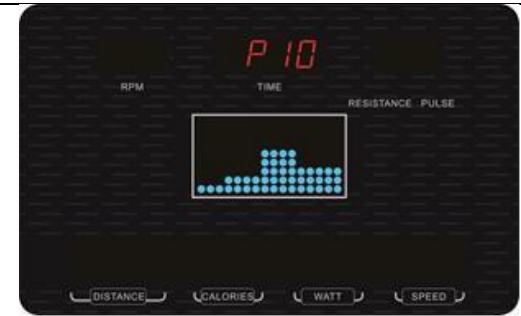 P 10
RPM
TIME
RESISTANCE PULSE
DISTANCE
CALORIES
WATT
SPEED